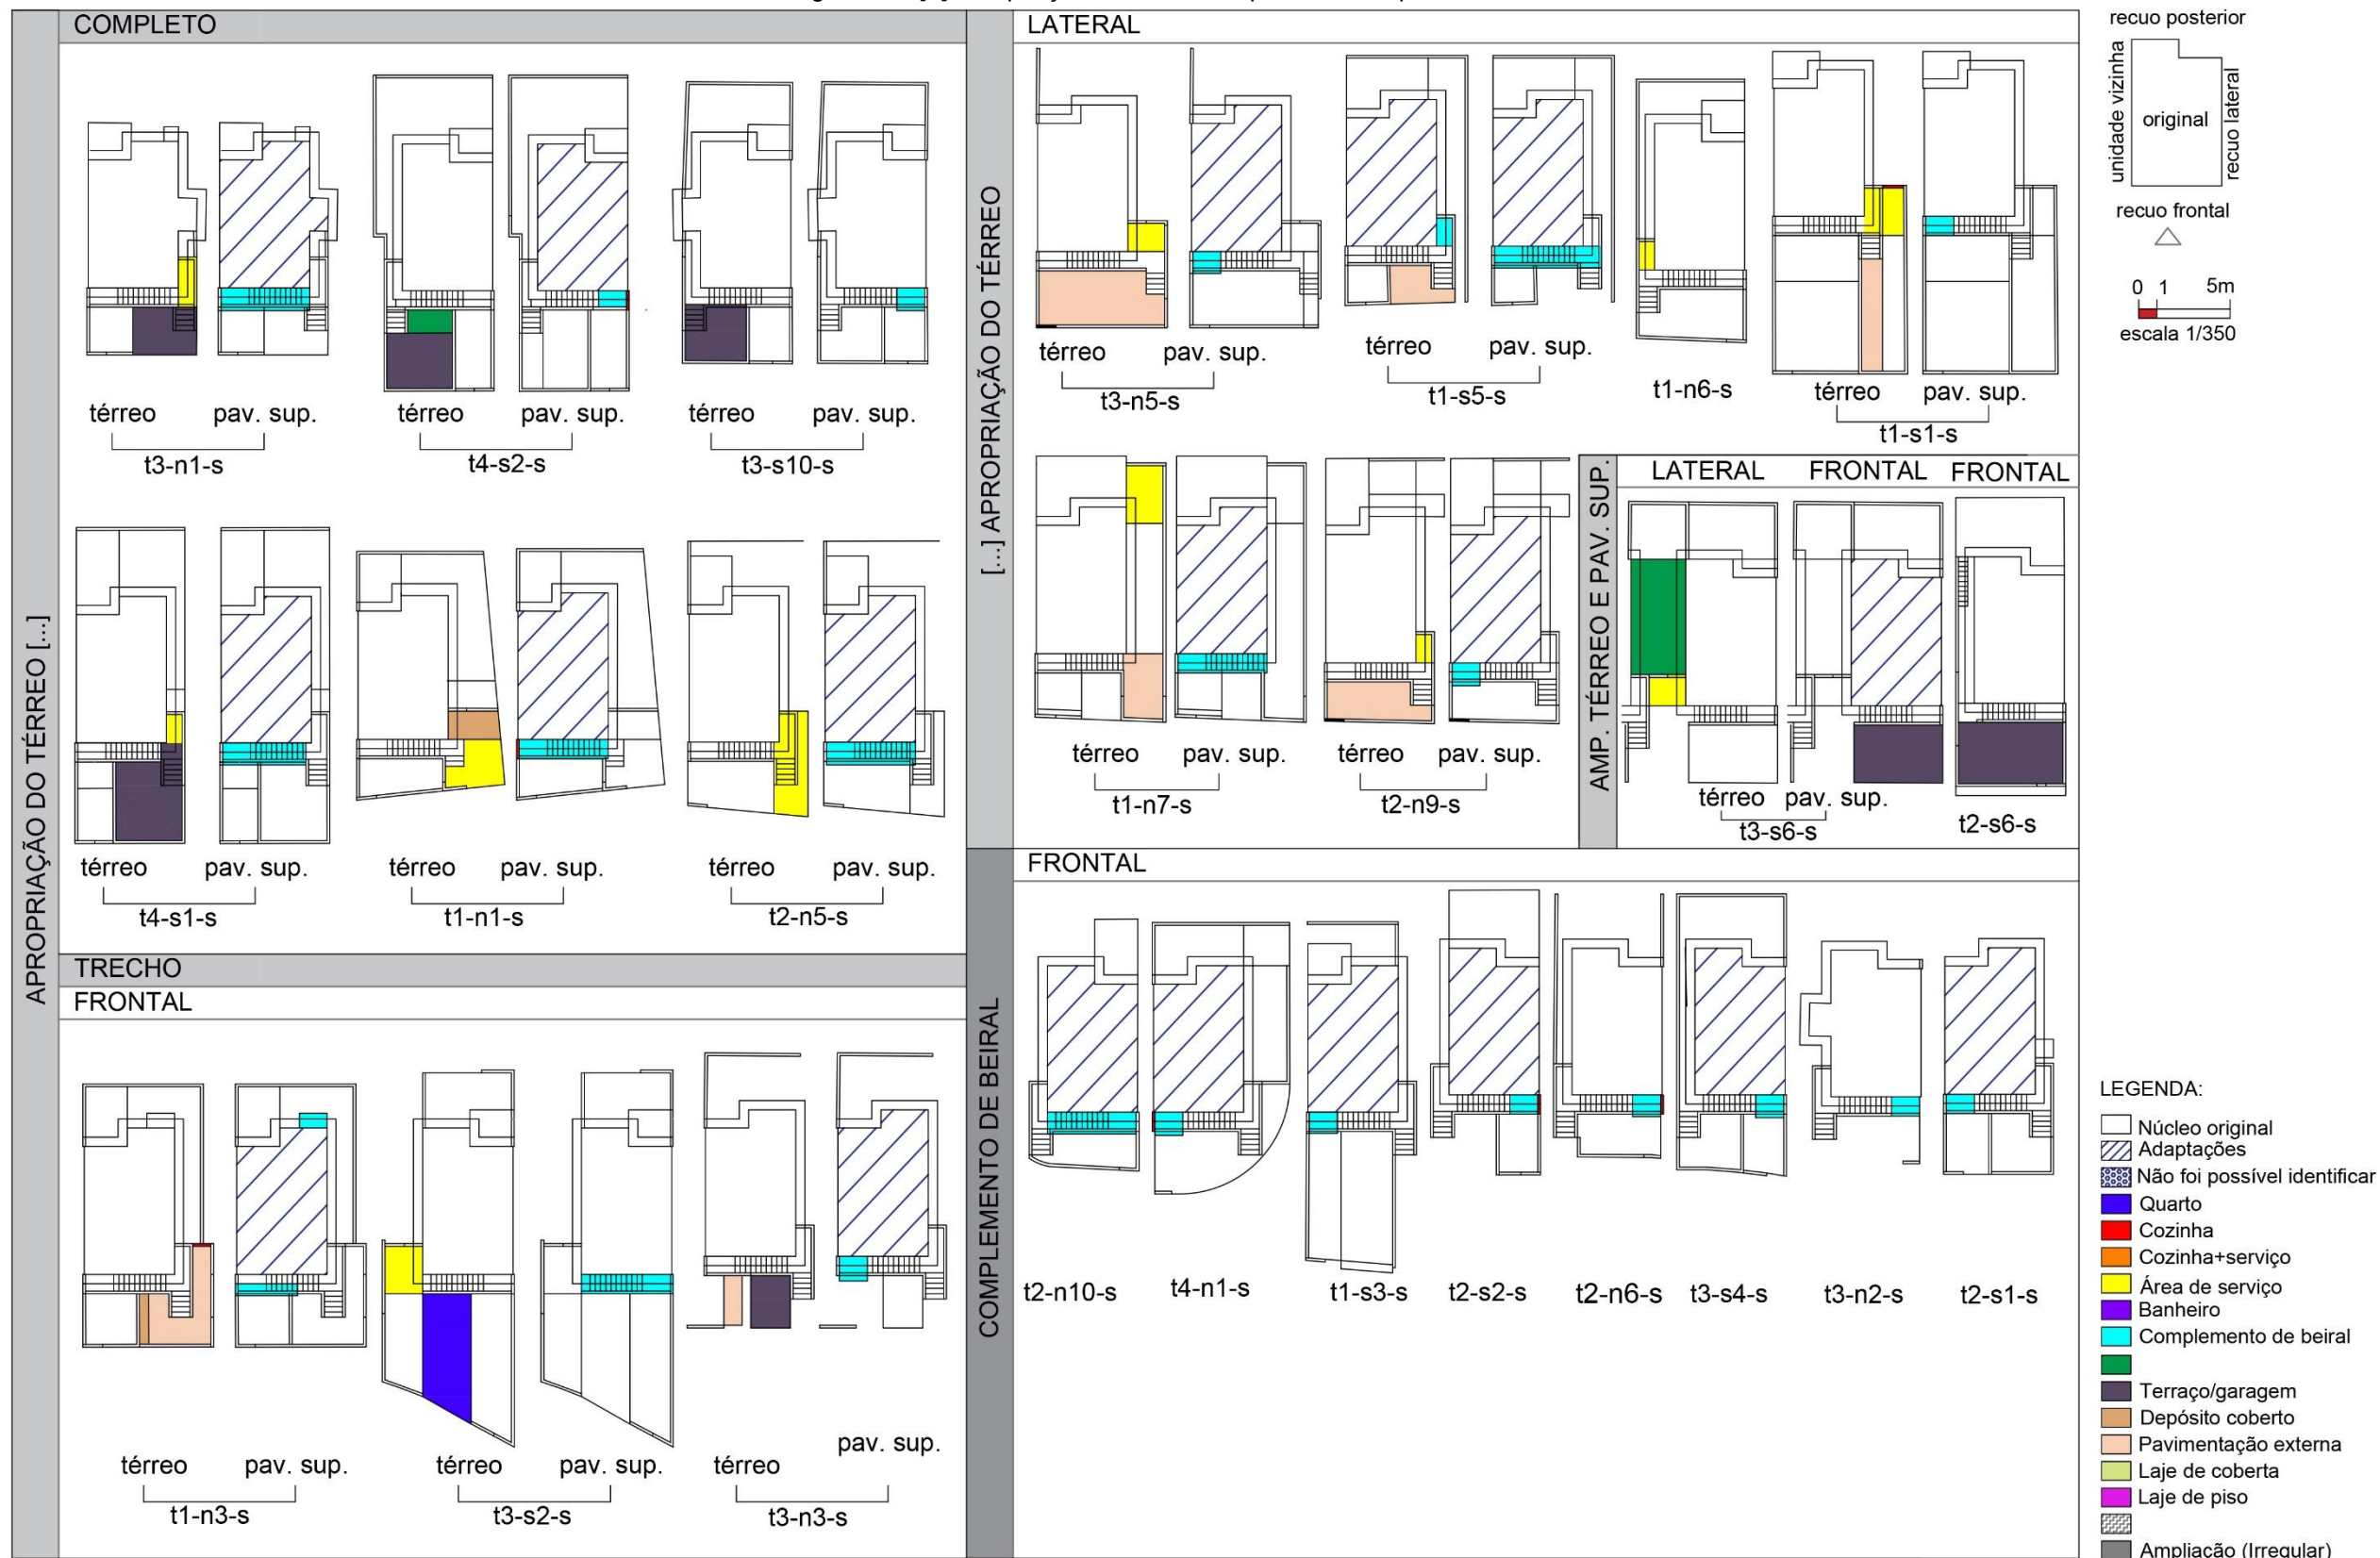 COMPLETO
térreo pav. sup. térreo pav. sup. térreo pav. sup.
t3-n1-s t4-s2-s t3-s10-s
térreo pav. sup. térreo pav. sup. térreo pav. sup.
t4-s1-s t1-n1-s t2-n5-s
APROPRIAÇÃO DO TÉRREO [...]
TRECHO
FRONTAL
pav. sup.
térreo pav. sup. térreo pav. sup. térreo
t1-n3-s t3-s2-s t3-n3-s
[...] APROPRIAÇÃO DO TÉRREO
LATERAL
térreo pav. sup. térreo pav. sup. térreo pav. sup.
t3-n5-s t1-s5-s t1-n6-s t1-s1-s
térreo pav. sup. térreo pav. sup.
t1-n7-s t2-n9-s
AMP. TÉRREO E PAV. SUP.
LATERAL FRONTAL FRONTAL
térreo pav. sup.
t3-s6-s t2-s6-s
COMPLEMENTO DE BEIRAL
FRONTAL
t2-n10-s t4-n1-s t1-s3-s t2-s2-s t2-n6-s t3-s4-s t3-n2-s t2-s1-s
recuo posterior
unidade vizinha
original
recuo lateral
recuo frontal
0 1 5m
escala 1/350
LEGENDA:
Núcleo original
Adaptações
Não foi possível identificar
Quarto
Cozinha
Cozinha+serviço
Área de serviço
Banheiro
Complemento de beiral
Terraço/garagem
Depósito coberto
Pavimentação externa
Laje de coberta
Laje de piso
Ampliação (Irregular)